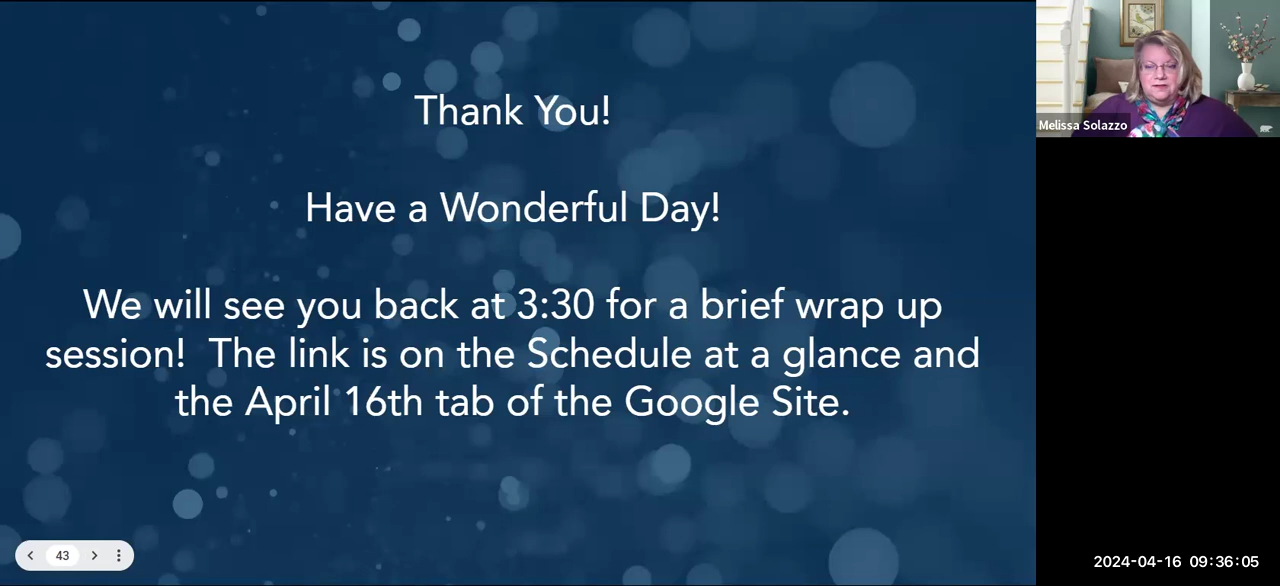 Thank You!
Have a Wonderful Day!
We will see you back at 3:30 for a brief wrap up
session!  The link is on the Schedule at a glance and
the April 16th tab of the Google Site.
Melissa Solazzo
43
2024-04-16 09:36:05